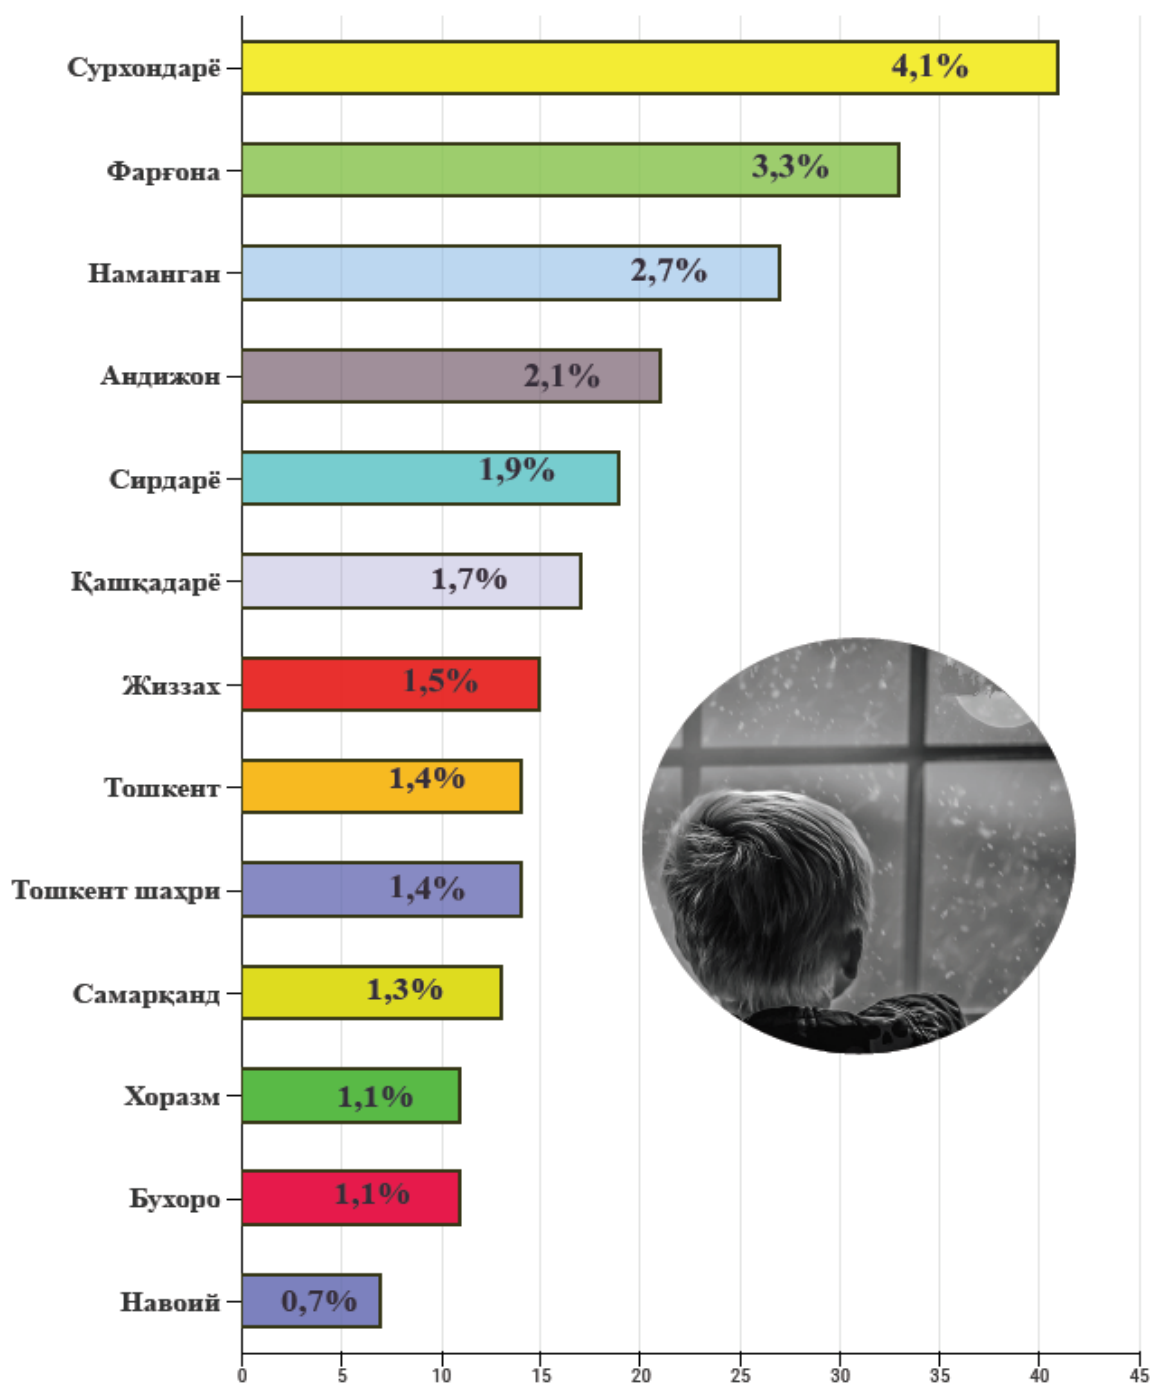 Сурхондарё 4,1%
Фарғона 3,3%
Наманган 2,7%
Андижон 2,1%
Сирдарё 1,9%
Қашқадарё 1,7%
Жиззах 1,5%
Тошкент 1,4%
Тошкент шаҳри 1,4%
Самарқанд 1,3%
Хоразм 1,1%
Бухоро 1,1%
Навоий 0,7%
0 5 10 15 20 25 30 35 40 45